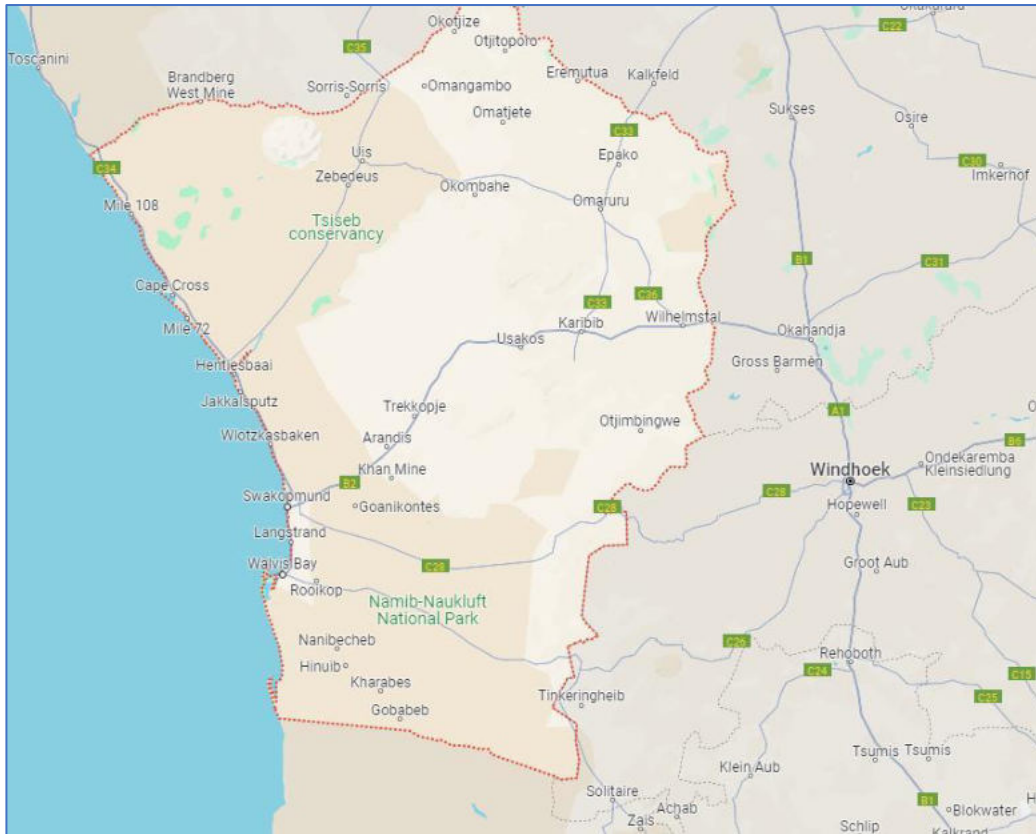 Okakarara
Okotjize
C22
Otjitoporo
C35
Toscanini
Eremutua
Kalkfeld
Brandberg
West Mine
Sorris-Sorris
Omangambo
Sukses
Omatjete
Osire
C33
Uis
Epako
C30
C34
Imkerhof
Zebedeus
Okombahe
Mile 108
Omaruru
Tsiseb
conservancy
B1
C31
Cape Cross
C33
C36
Mile 72
Karibib
Wilhelmstal
Usakos
Okahandja
Hentiesbaai
Gross Barmen
Jakkalsputz
Trekkopje
A1
Otjimbingwe
Wlotzkasbaken
Arandis
B6
Khan Mine
Windhoek
Ondekaremba
Kleinsiedlung
B2
C28
Swakopmund
Goanikontes
C28
Hopewell
C23
Langstrand
Walvis Bay
C28
Groot Aub
Rooikop
Namib-Naukluft
National Park
Nanibecheb
C26
Rehoboth
Hinuib
C24
C15
Kharabes
Tinkeringheib
C25
Gobabeb
Tsumis
Tsumis
Klein Aub
Solitaire
B1
Achab
Blokwater
Zais
Schlip
Kalkrand